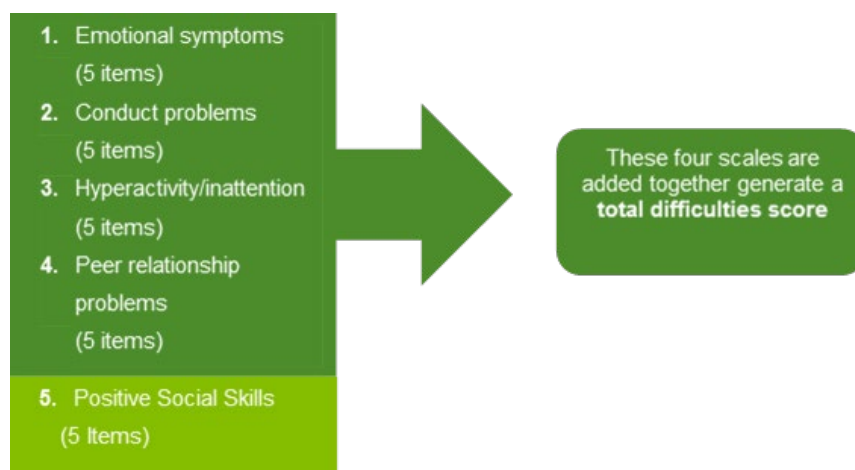 1. Emotional symptoms
(5 items)
2. Conduct problems
(5 items)
3. Hyperactivity/inattention
(5 items)
4. Peer relationship
problems
(5 items)
5. Positive Social Skills
(5 Items)
These four scales are
added together generate a
total difficulties score